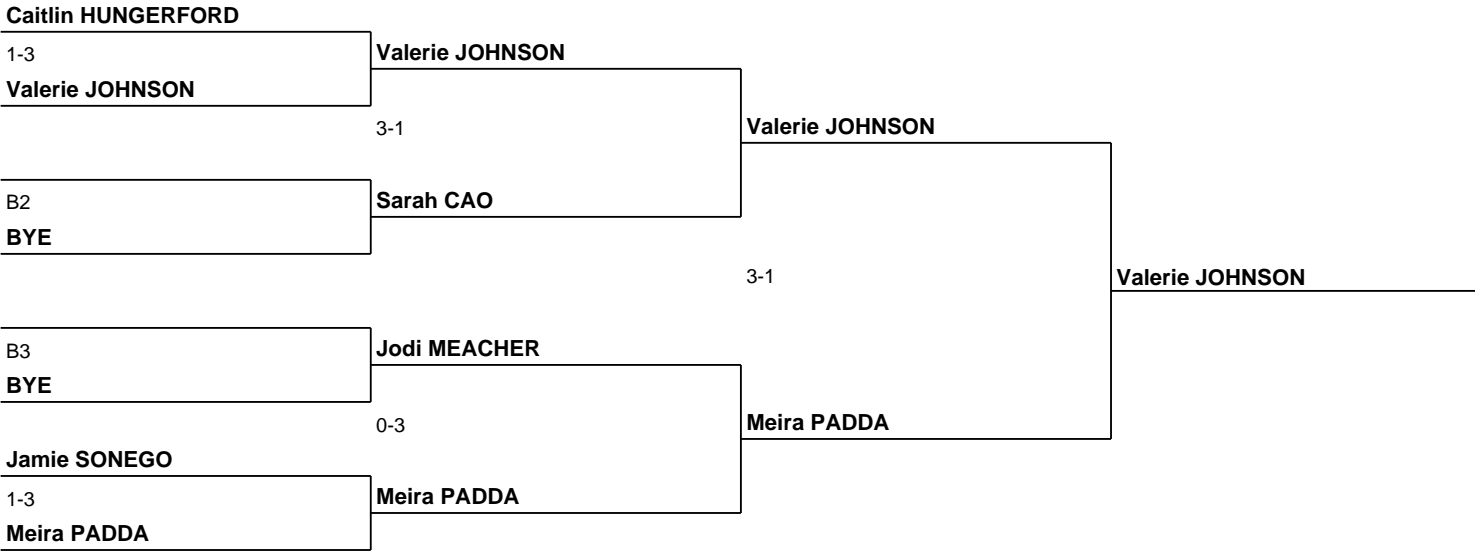 Caitlin HUNGERFORD
1-3
Valerie JOHNSON
Valerie JOHNSON
3-1
Valerie JOHNSON
B2
Sarah CAO
BYE
3-1
Valerie JOHNSON
B3
Jodi MEACHER
BYE
0-3
Meira PADDA
Jamie SONEGO
1-3
Meira PADDA
Meira PADDA